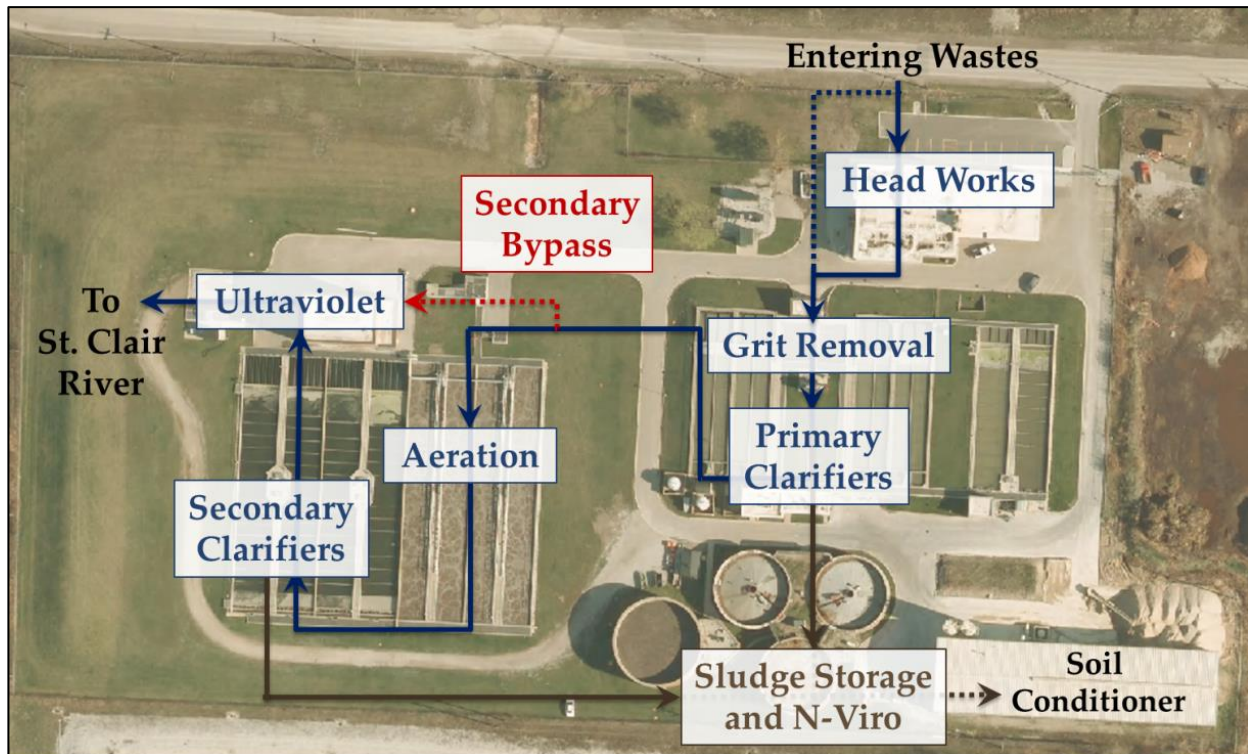 Entering Wastes
Head Works
Secondary
Bypass
To
St. Clair
River
Ultraviolet
Grit Removal
Aeration
Primary
Clarifiers
Secondary
Clarifiers
Sludge Storage
and N-Viro
Soil
Conditioner